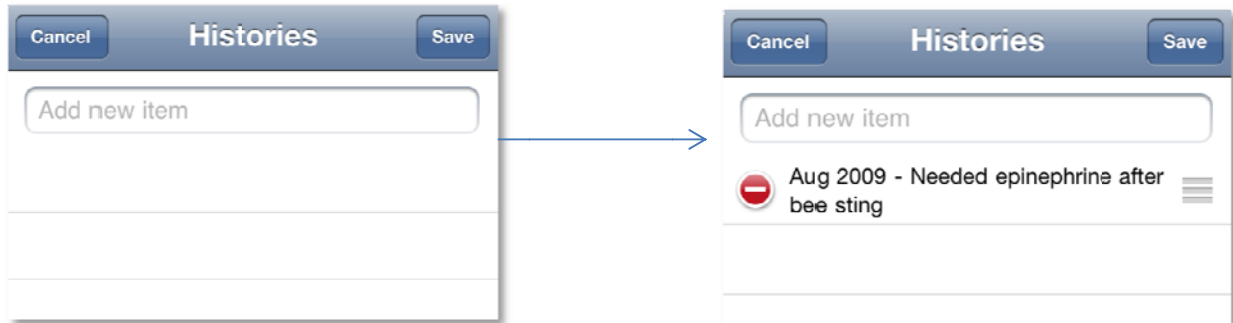 Cancel Histories Save
Add new item
Cancel Histories Save
Add new item
Aug 2009 - Needed epinephrine after
bee sting